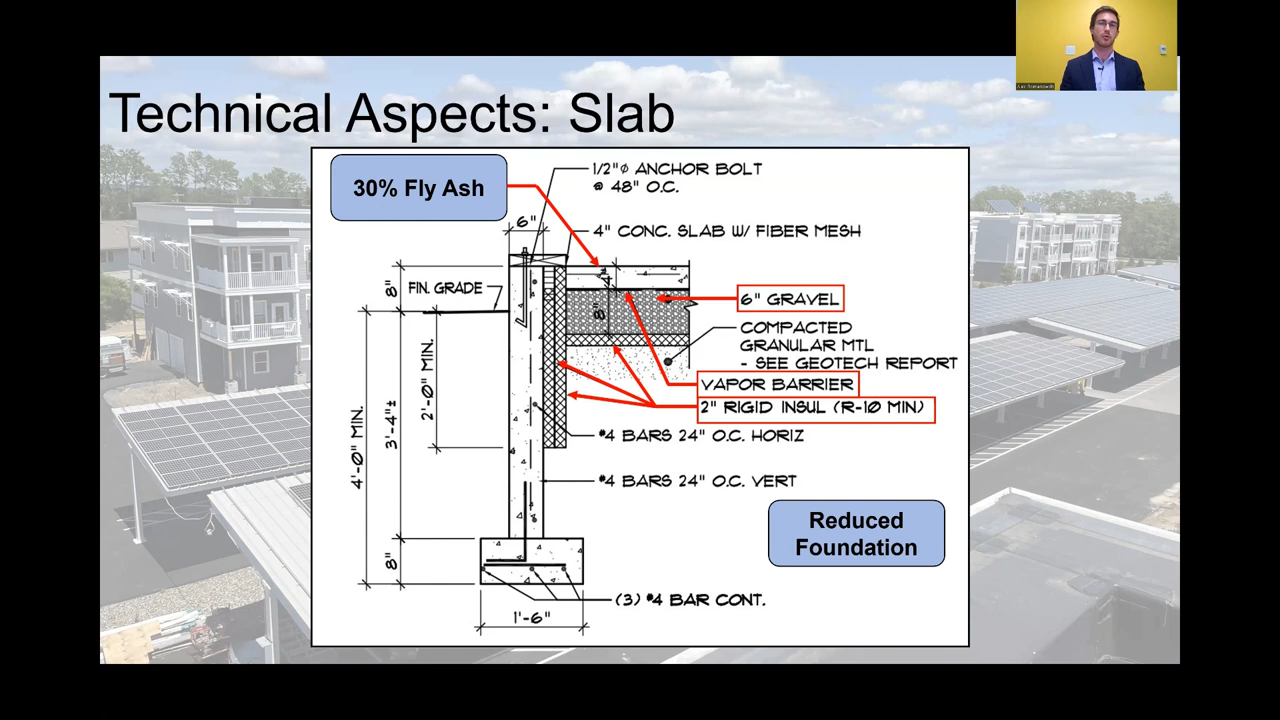 Technical Aspects: Slab
30% Fly Ash
1/2"ø ANCHOR BOLT
@ 48" O.C.
6"
4" CONC. SLAB W/ FIBER MESH
8"
FIN. GRADE
4"
8"
6" GRAVEL
COMPACTED
GRANULAR MTL
- SEE GEOTECH REPORT
VAPOR BARRIER
2" RIGID INSUL (R-10 MIN)
2'-0" MIN.
3'-4"±
4'-0" MIN.
#4 BARS 24" O.C. HORIZ
#4 BARS 24" O.C. VERT
Reduced
Foundation
8"
(3) #4 BAR CONT.
1'-6"